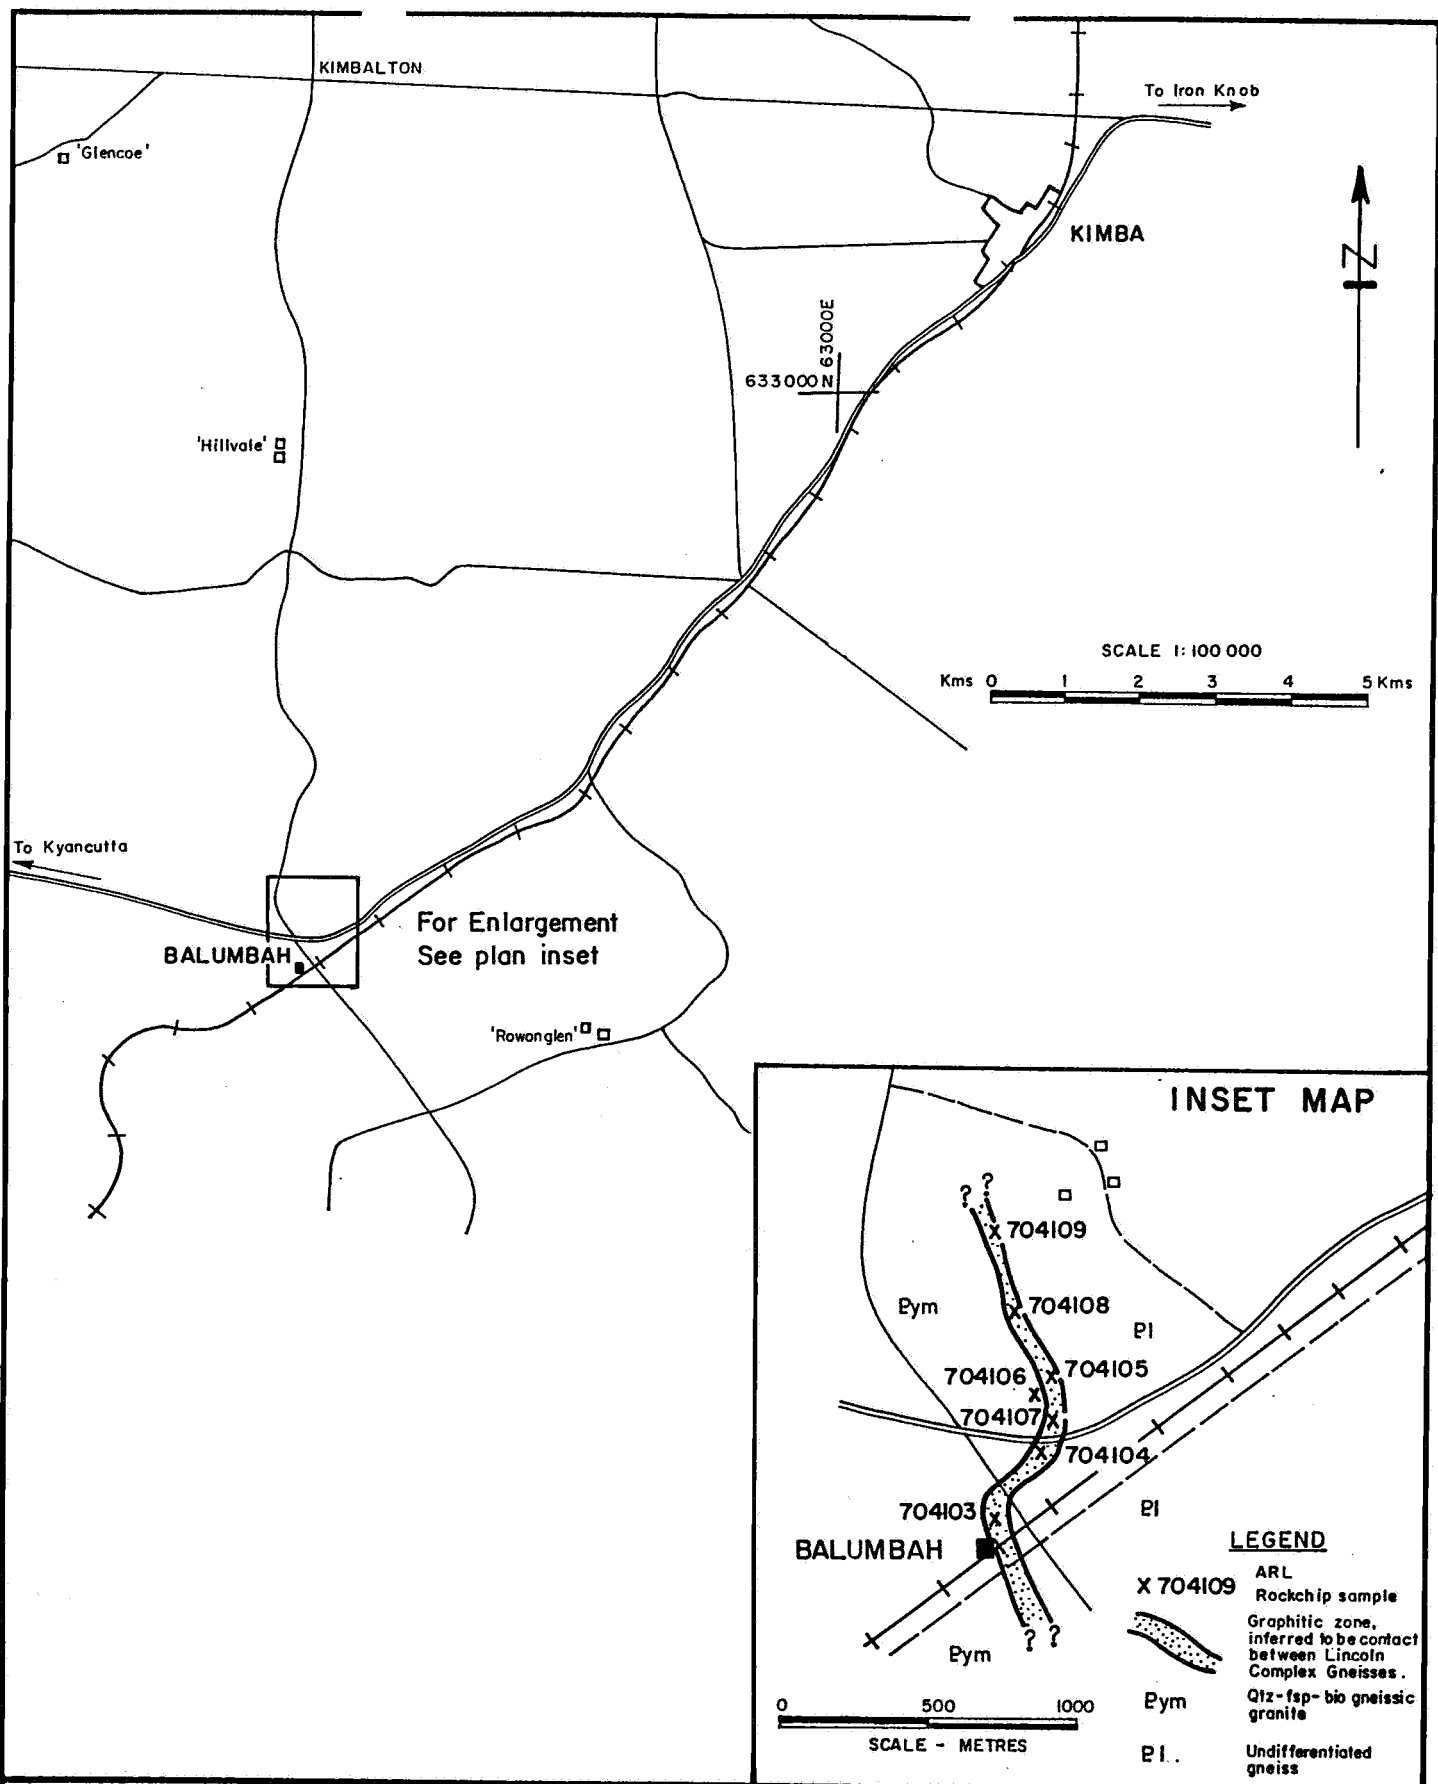 KIMBALTON
To Iron Knob
'Glencoe'
KIMBA
N
63000E
633000N
'Hillvale'
SCALE 1:100 000
Kms 0 1 2 3 4 5 Kms
To Kyancutta
For Enlargement
See plan inset
BALUMBAH
'Rowonglen'
INSET MAP
? ?
704109
Pym
704108
Pl
704106
704105
704107
704104
704103
Pl
BALUMBAH
LEGEND
X 704109
ARL
Rockchip sample
Graphitic zone,
inferred to be contact
between Lincoln
Complex Gneisses.
? ?
Pym
Pym
Qtz-fsp-bio gneissic
granite
0 500 1000
SCALE - METRES
Pl..
Undifferentiated
gneiss